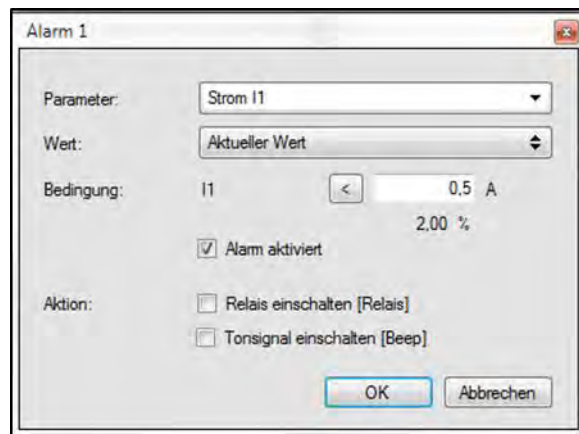 Alarm 1
Parameter: Strom I1
Wert: Aktueller Wert
Bedingung: I1 < 0,5 A
2,00 %
Alarm aktiviert
Aktion: Relais einschalten [Relais]
Tonsignal einschalten [Beep]
OK Abbrechen